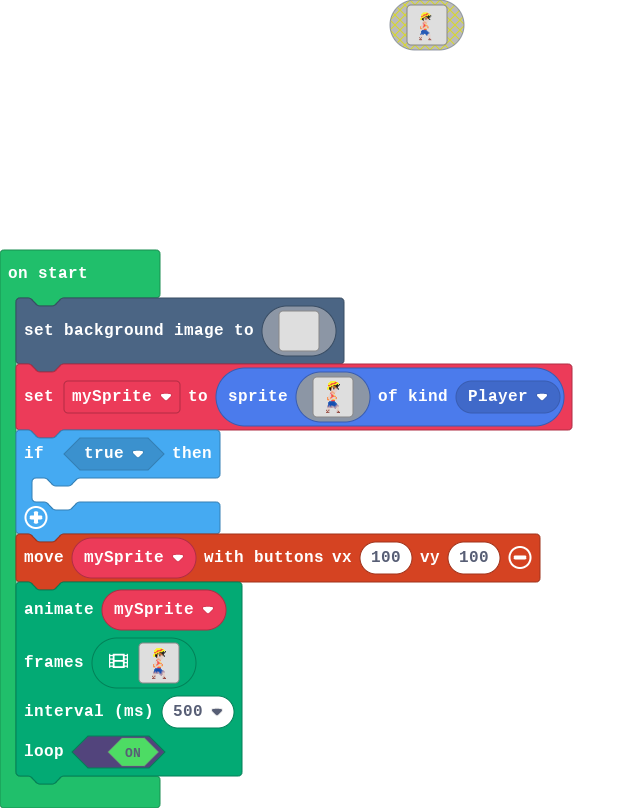 on start
set background image to
set mySprite to sprite of kind Player
if true then
move mySprite with buttons vx 100 vy 100
animate mySprite
frames
interval (ms) 500
loop ON